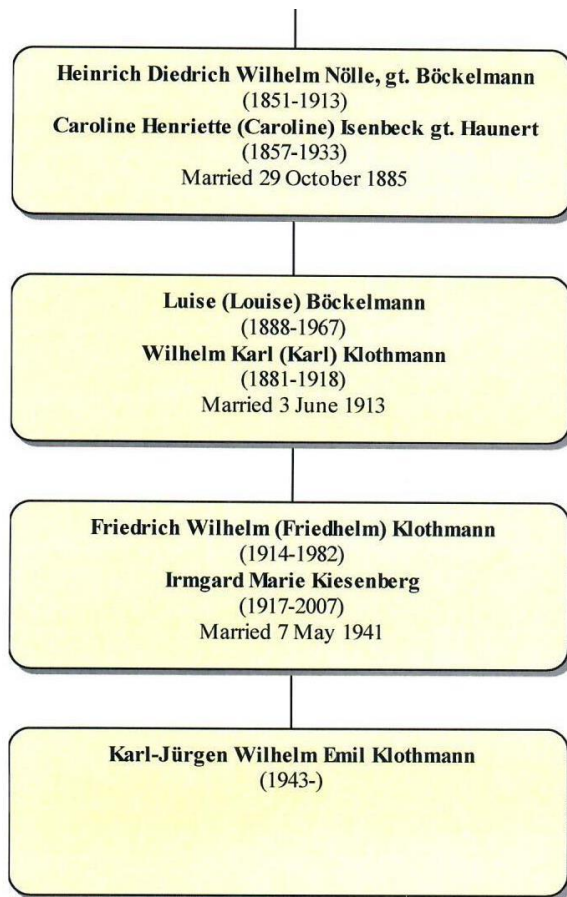 Heinrich Diedrich Wilhelm Nölle, gt. Böckelmann
(1851-1913)
Caroline Henriette (Caroline) Isenbeck gt. Haunert
(1857-1933)
Married 29 October 1885
Luise (Louise) Böckelmann
(1888-1967)
Wilhelm Karl (Karl) Klothmann
(1881-1918)
Married 3 June 1913
Friedrich Wilhelm (Friedhelm) Klothmann
(1914-1982)
Irmgard Marie Kiesenberg
(1917-2007)
Married 7 May 1941
Karl-Jürgen Wilhelm Emil Klothmann
(1943-)